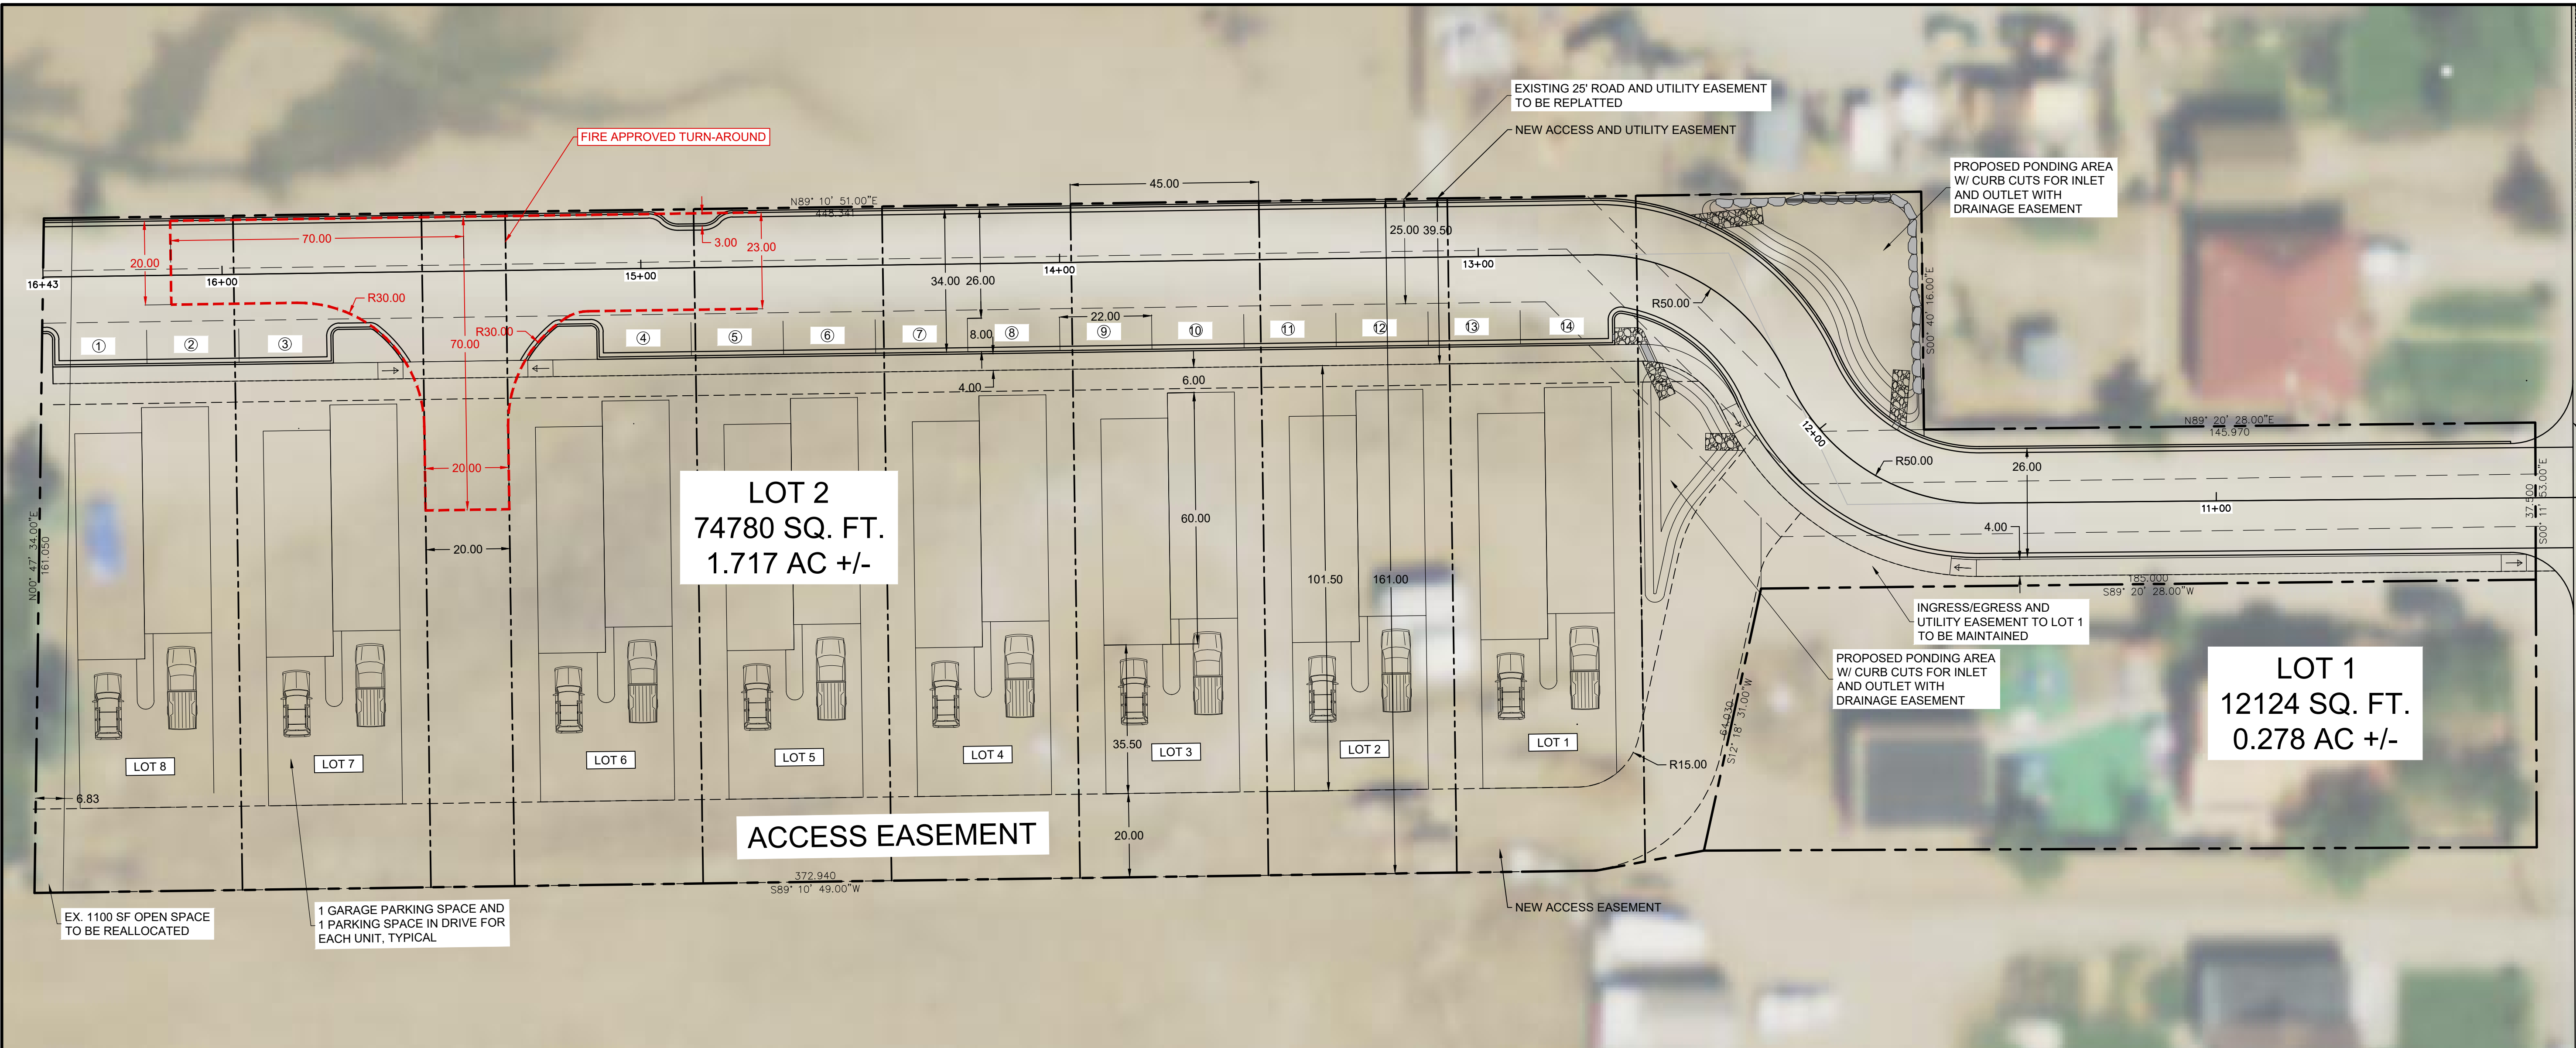 EXISTING 25' ROAD AND UTILITY EASEMENT
TO BE REPLATTED
NEW ACCESS AND UTILITY EASEMENT
FIRE APPROVED TURN-AROUND
PROPOSED PONDING AREA
W/ CURB CUTS FOR INLET
AND OUTLET WITH
DRAINAGE EASEMENT
45.00
N89° 10' 51.00"E
448.341
70.00
3.00
23.00
20.00
25.00
39.50
34.00
26.00
16+43
16+00
15+00
14+00
13+00
R30.00
R30.00
70.00
R50.00
S00° 40' 16.00"E
22.00
8.00
①
②
③
④
⑤
⑥
⑦
⑧
⑨
⑩
⑪
⑫
⑬
⑭
4.00
6.00
12+00
R50.00
N89° 20' 28.00"E
145.970
26.00
20.00
20.00
LOT 2
74780 SQ. FT.
1.717 AC +/-
60.00
101.50
161.00
11+00
4.00
37.500
S00° 11' 53.00"E
N00° 47' 34.00"E
161.050
185.000
S89° 20' 28.00"W
INGRESS/EGRESS AND
UTILITY EASEMENT TO LOT 1
TO BE MAINTAINED
PROPOSED PONDING AREA
W/ CURB CUTS FOR INLET
AND OUTLET WITH
DRAINAGE EASEMENT
LOT 1
12124 SQ. FT.
0.278 AC +/-
64.030
S12° 18' 31.00"W
35.50
LOT 8
LOT 7
LOT 6
LOT 5
LOT 4
LOT 3
LOT 2
LOT 1
R15.00
6.83
ACCESS EASEMENT
20.00
372.940
S89° 10' 49.00"W
EX. 1100 SF OPEN SPACE
TO BE REALLOCATED
1 GARAGE PARKING SPACE AND
1 PARKING SPACE IN DRIVE FOR
EACH UNIT, TYPICAL
NEW ACCESS EASEMENT